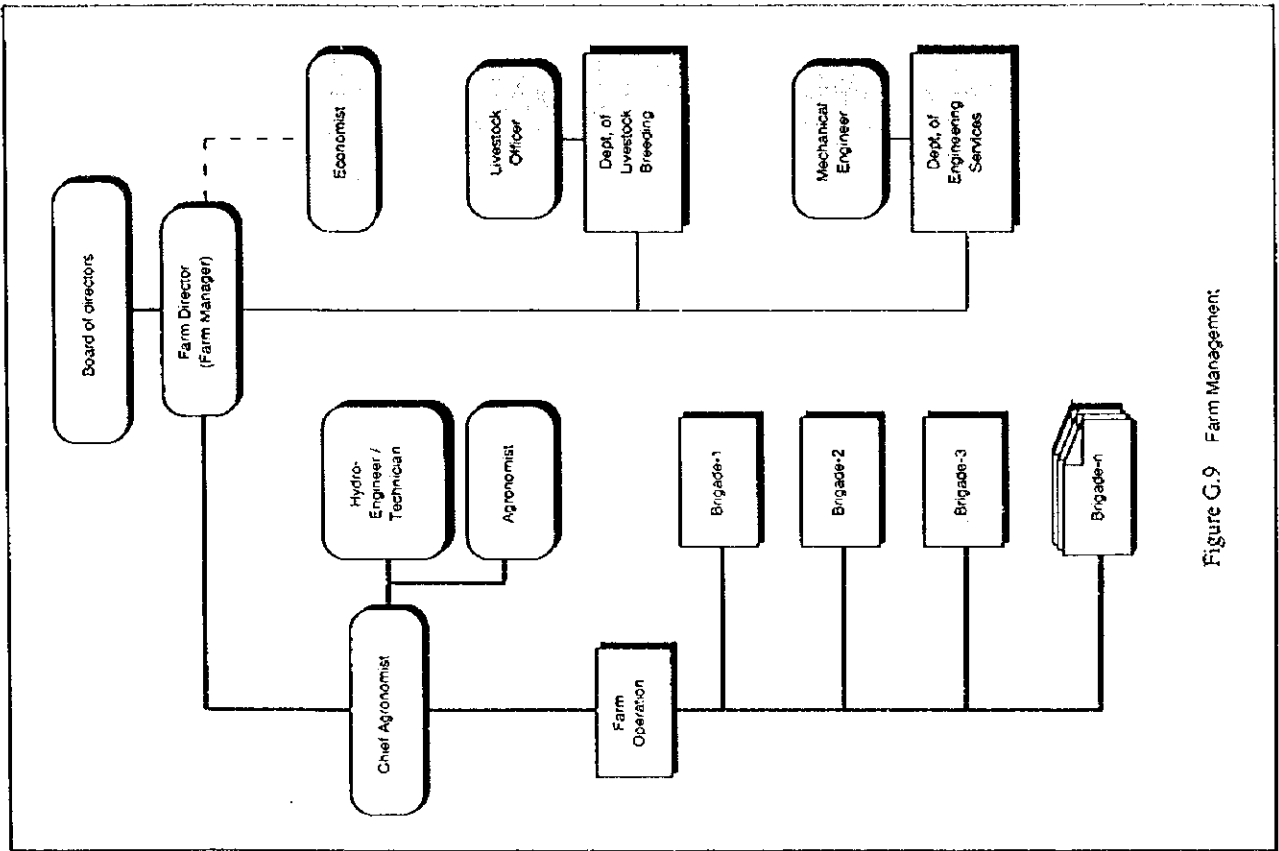 Board of directors
Farm Director
(Farm Manager)
Economist
Hydro-
Engineer /
Technician
Agronomist
Chief Agronomist
Livestock
Officer
Dept. of
Livestock
Breeding
Farm
Operation
Brigade-1
Brigade-2
Brigade-3
Brigade-n
Mechanical
Engineer
Dept. of
Engineering
Services
Figure G.9 Farm Management